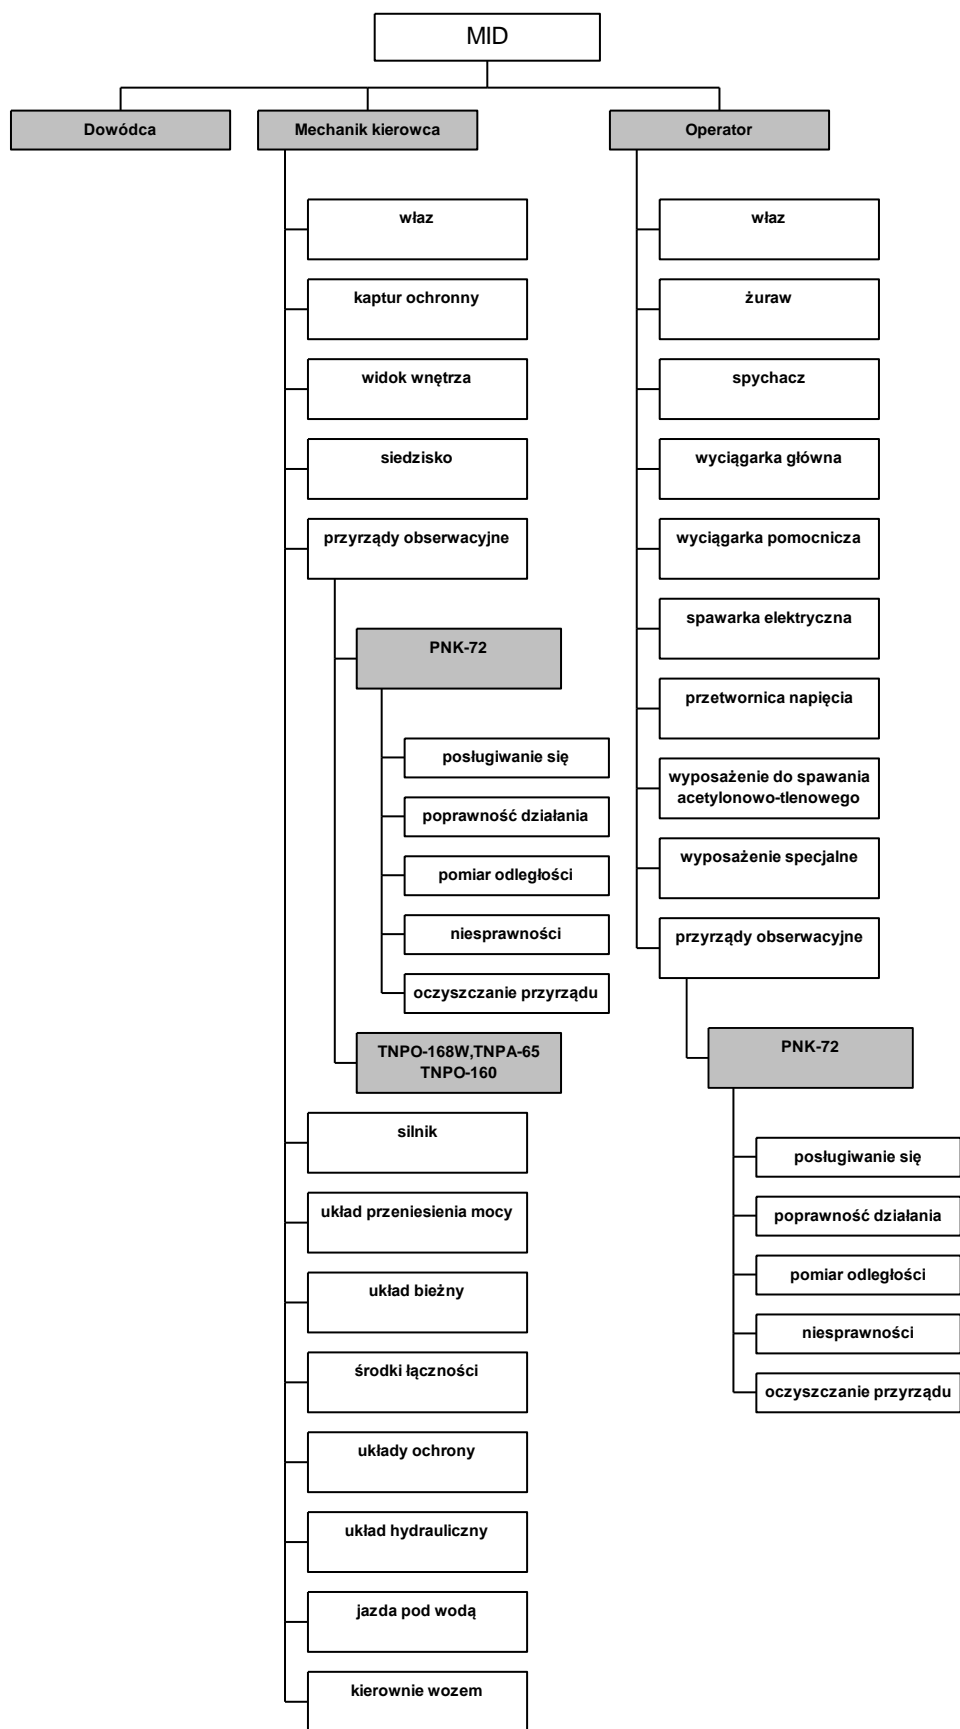 MID
Dowódca
Mechanik kierowca
Operator
właz
kaptur ochronny
widok wnętrza
siedzisko
przyrządy obserwacyjne
PNK-72
posługiwanie się
poprawność działania
pomiar odległości
niesprawności
oczyszczanie przyrządu
TNPO-168W,TNPA-65
TNPO-160
silnik
układ przeniesienia mocy
układ bieżny
środki łączności
układy ochrony
układ hydrauliczny
jazda pod wodą
kierownie wozem
właz
żuraw
spychacz
wyciągarka główna
wyciągarka pomocnicza
spawarka elektryczna
przetwornica napięcia
wyposażenie do spawania
acetylonowo-tlenowego
wyposażenie specjalne
przyrządy obserwacyjne
PNK-72
posługiwanie się
poprawność działania
pomiar odległości
niesprawności
oczyszczanie przyrządu